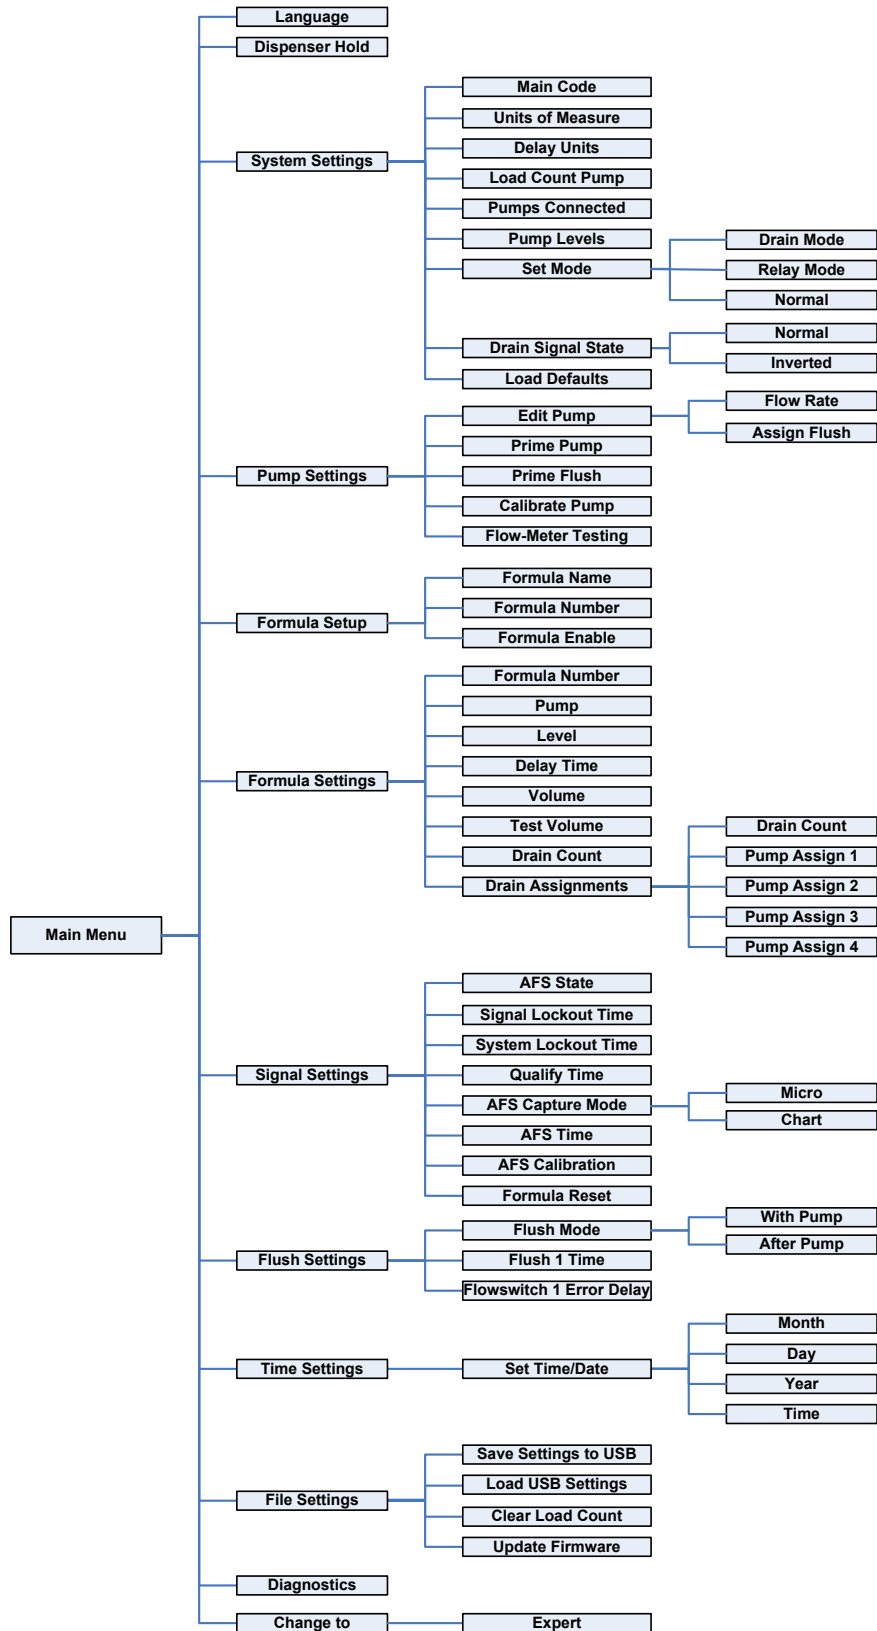 Language
Dispenser Hold
System Settings
Main Code
Units of Measure
Delay Units
Load Count Pump
Pumps Connected
Pump Levels
Set Mode
Drain Mode
Relay Mode
Normal
Drain Signal State
Normal
Inverted
Load Defaults
Pump Settings
Edit Pump
Flow Rate
Assign Flush
Prime Pump
Prime Flush
Calibrate Pump
Flow-Meter Testing
Formula Setup
Formula Name
Formula Number
Formula Enable
Formula Settings
Formula Number
Pump
Level
Delay Time
Volume
Test Volume
Drain Count
Drain Assignments
Drain Count
Pump Assign 1
Pump Assign 2
Pump Assign 3
Pump Assign 4
Main Menu
Signal Settings
AFS State
Signal Lockout Time
System Lockout Time
Qualify Time
AFS Capture Mode
Micro
Chart
AFS Time
AFS Calibration
Formula Reset
Flush Settings
Flush Mode
With Pump
After Pump
Flush 1 Time
Flowswitch 1 Error Delay
Time Settings
Set Time/Date
Month
Day
Year
Time
File Settings
Save Settings to USB
Load USB Settings
Clear Load Count
Update Firmware
Diagnostics
Change to
Expert